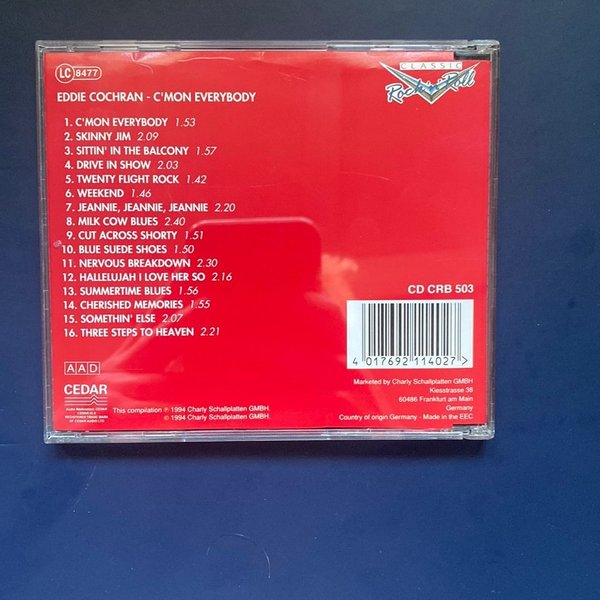 LC 8477
CLASSIC
Rock 'n' Roll
EDDIE COCHRAN - C'MON EVERYBODY
1. C'MON EVERYBODY 1.53
2. SKINNY JIM 2.09
3. SITTIN' IN THE BALCONY 1.57
4. DRIVE IN SHOW 2.03
5. TWENTY FLIGHT ROCK 1.42
6. WEEKEND 1.46
7. JEANNIE, JEANNIE, JEANNIE 2.20
8. MILK COW BLUES 2.40
9. CUT ACROSS SHORTY 1.51
10. BLUE SUEDE SHOES 1.50
11. NERVOUS BREAKDOWN 2.30
12. HALLELUJAH I LOVE HER SO 2.16
13. SUMMERTIME BLUES 1.56
14. CHERISHED MEMORIES 1.55
15. SOMETHIN' ELSE 2.07
16. THREE STEPS TO HEAVEN 2.21
CD CRB 503
4 017692 114027 >
AAD
CEDAR
This compilation ℗ 1994 Charly Schallplatten GMBH.
© 1994 Charly Schallplatten GMBH.
Marketed by Charly Schallplatten GMBH
Kiesstrasse 38
60486 Frankfurt am Main
Germany
Country of origin Germany - Made in the EEC